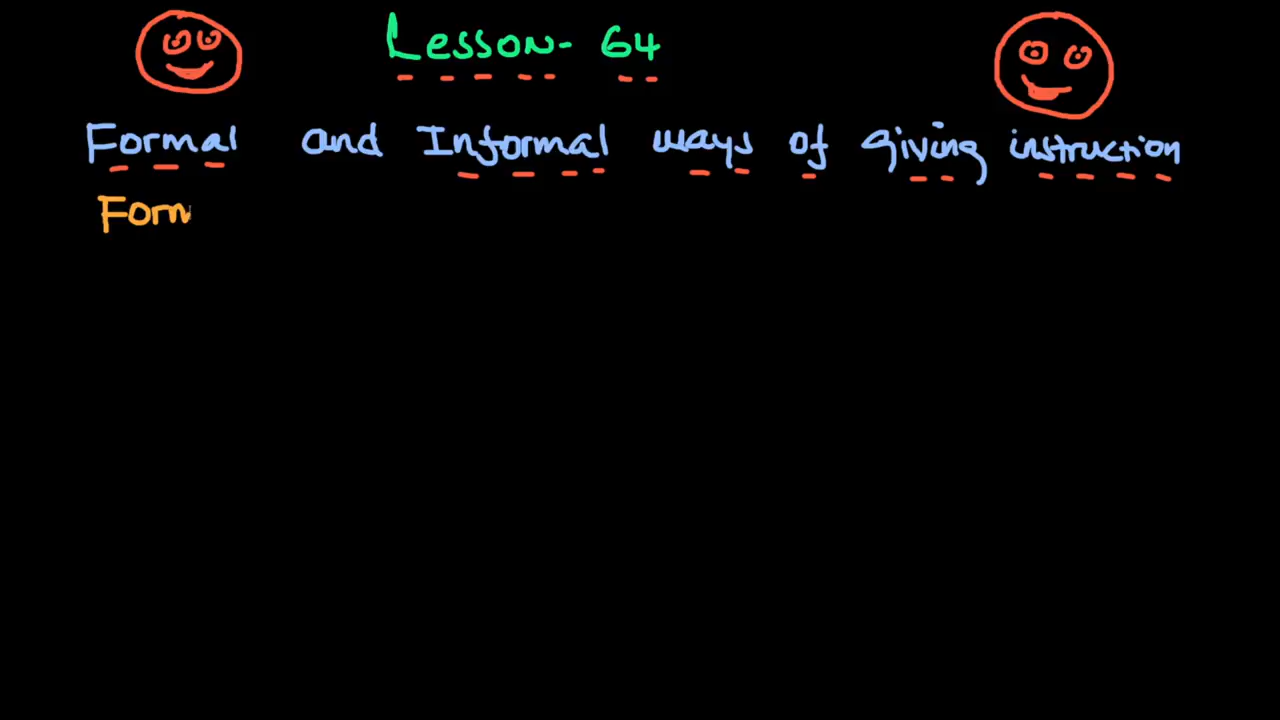 Lesson- 64
Formal and Informal ways of giving instruction
Form